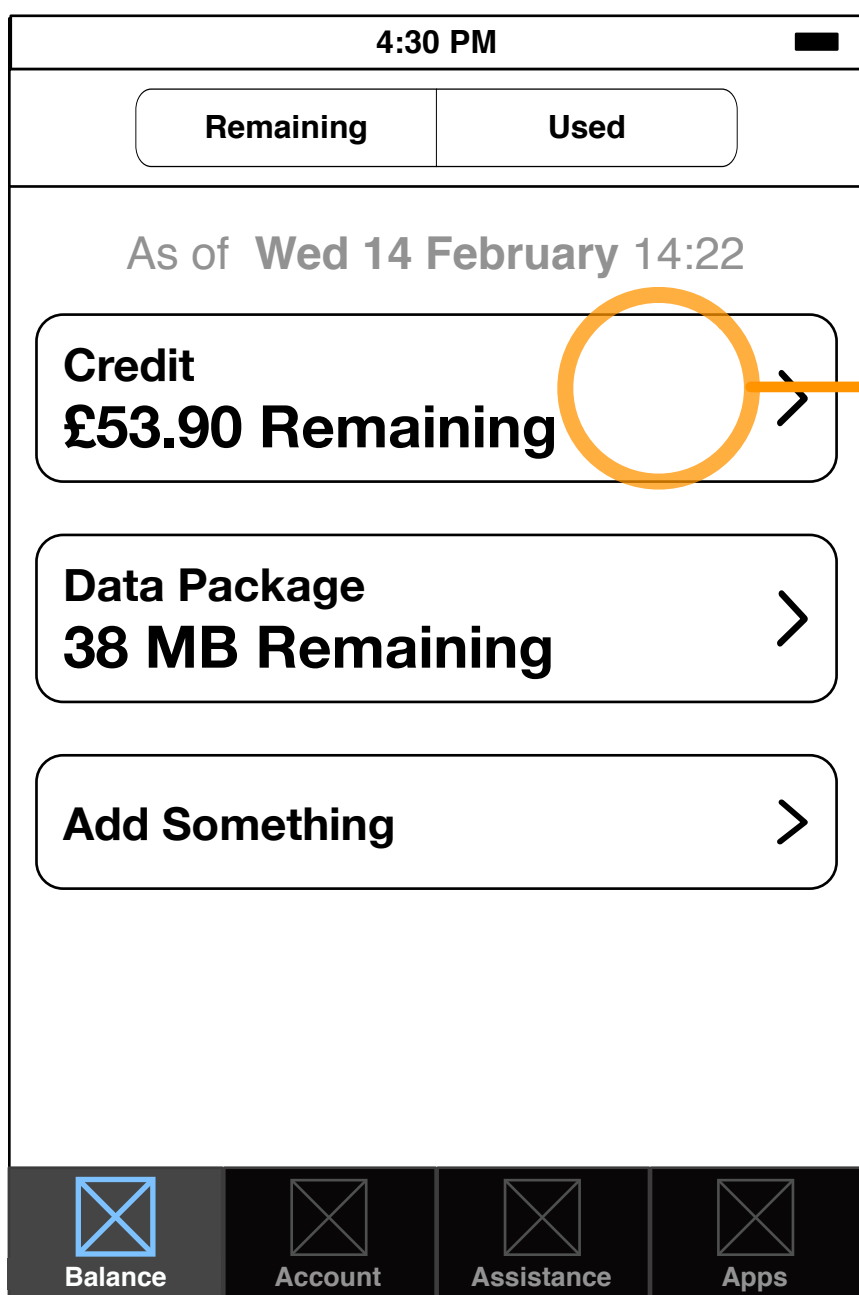 4:30 PM
Remaining Used
As of Wed 14 February 14:22
Credit
£53.90 Remaining
Data Package
38 MB Remaining
Add Something
Balance Account Assistance Apps